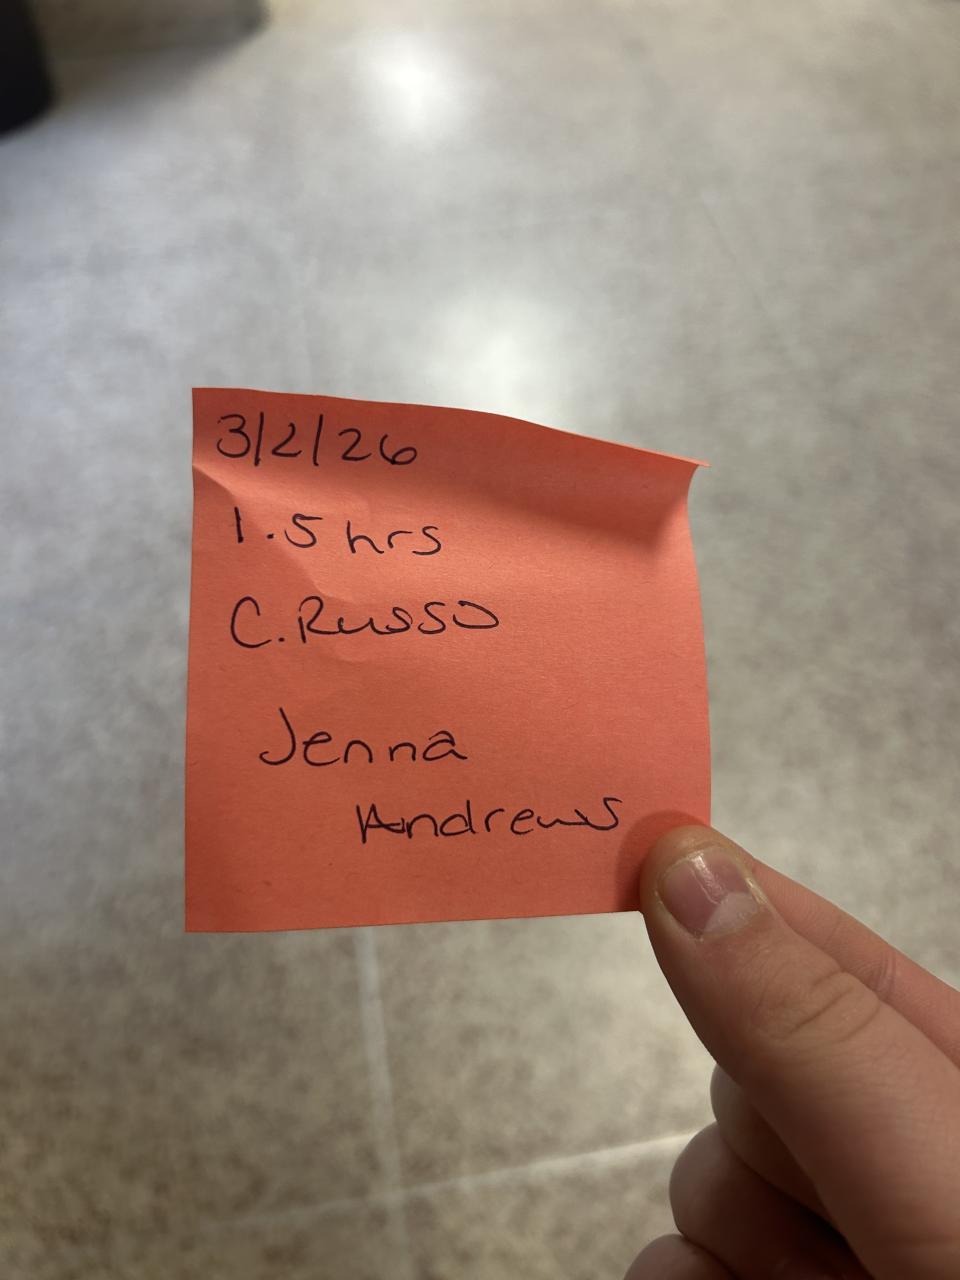 3/2/26
1.5 hrs
C. Russo
Jenna
Andrews